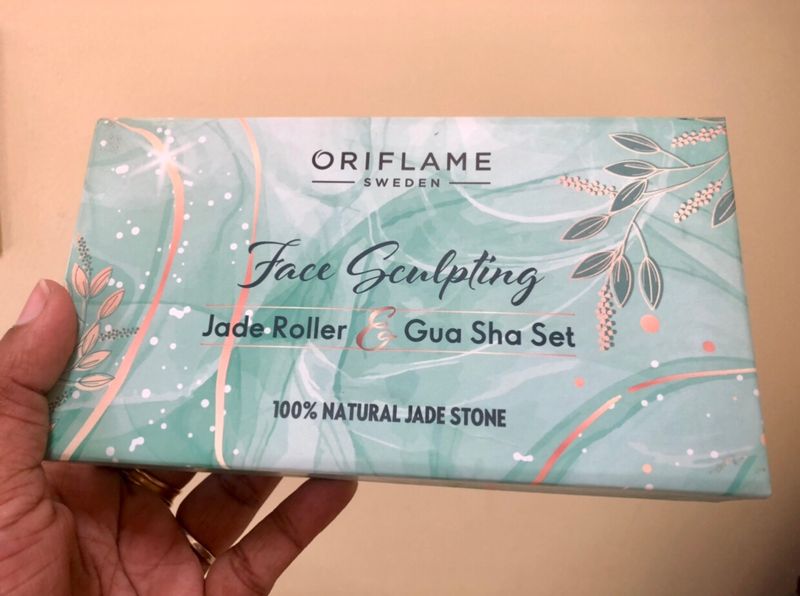 ORIFLAME
SWEDEN
Face Sculpting
Jade Roller & Gua Sha Set
100% NATURAL JADE STONE